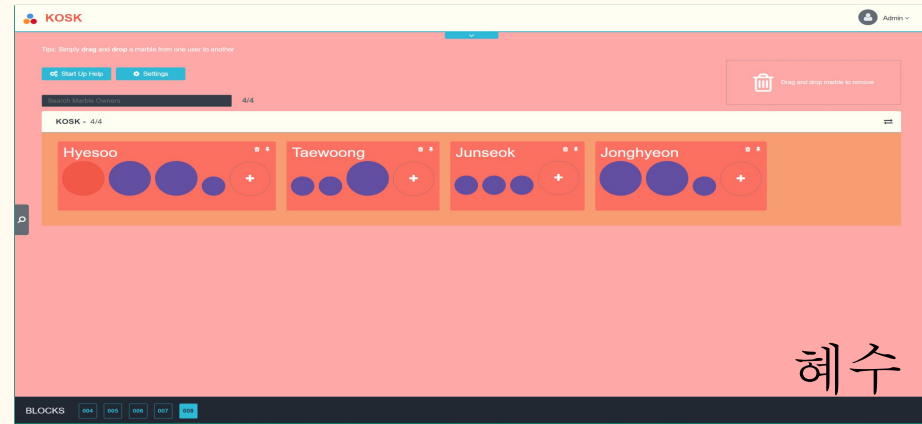 KOSK
Admin
Tips: Simply drag and drop a marble from one user to another
Start Up Help
Settings
Drag and drop marble to remove
Search Marble Owners
4/4
KOSK - 4/4
Hyesoo
Taewoong
Junseok
Jonghyeon
혜수
BLOCKS
004
005
006
007